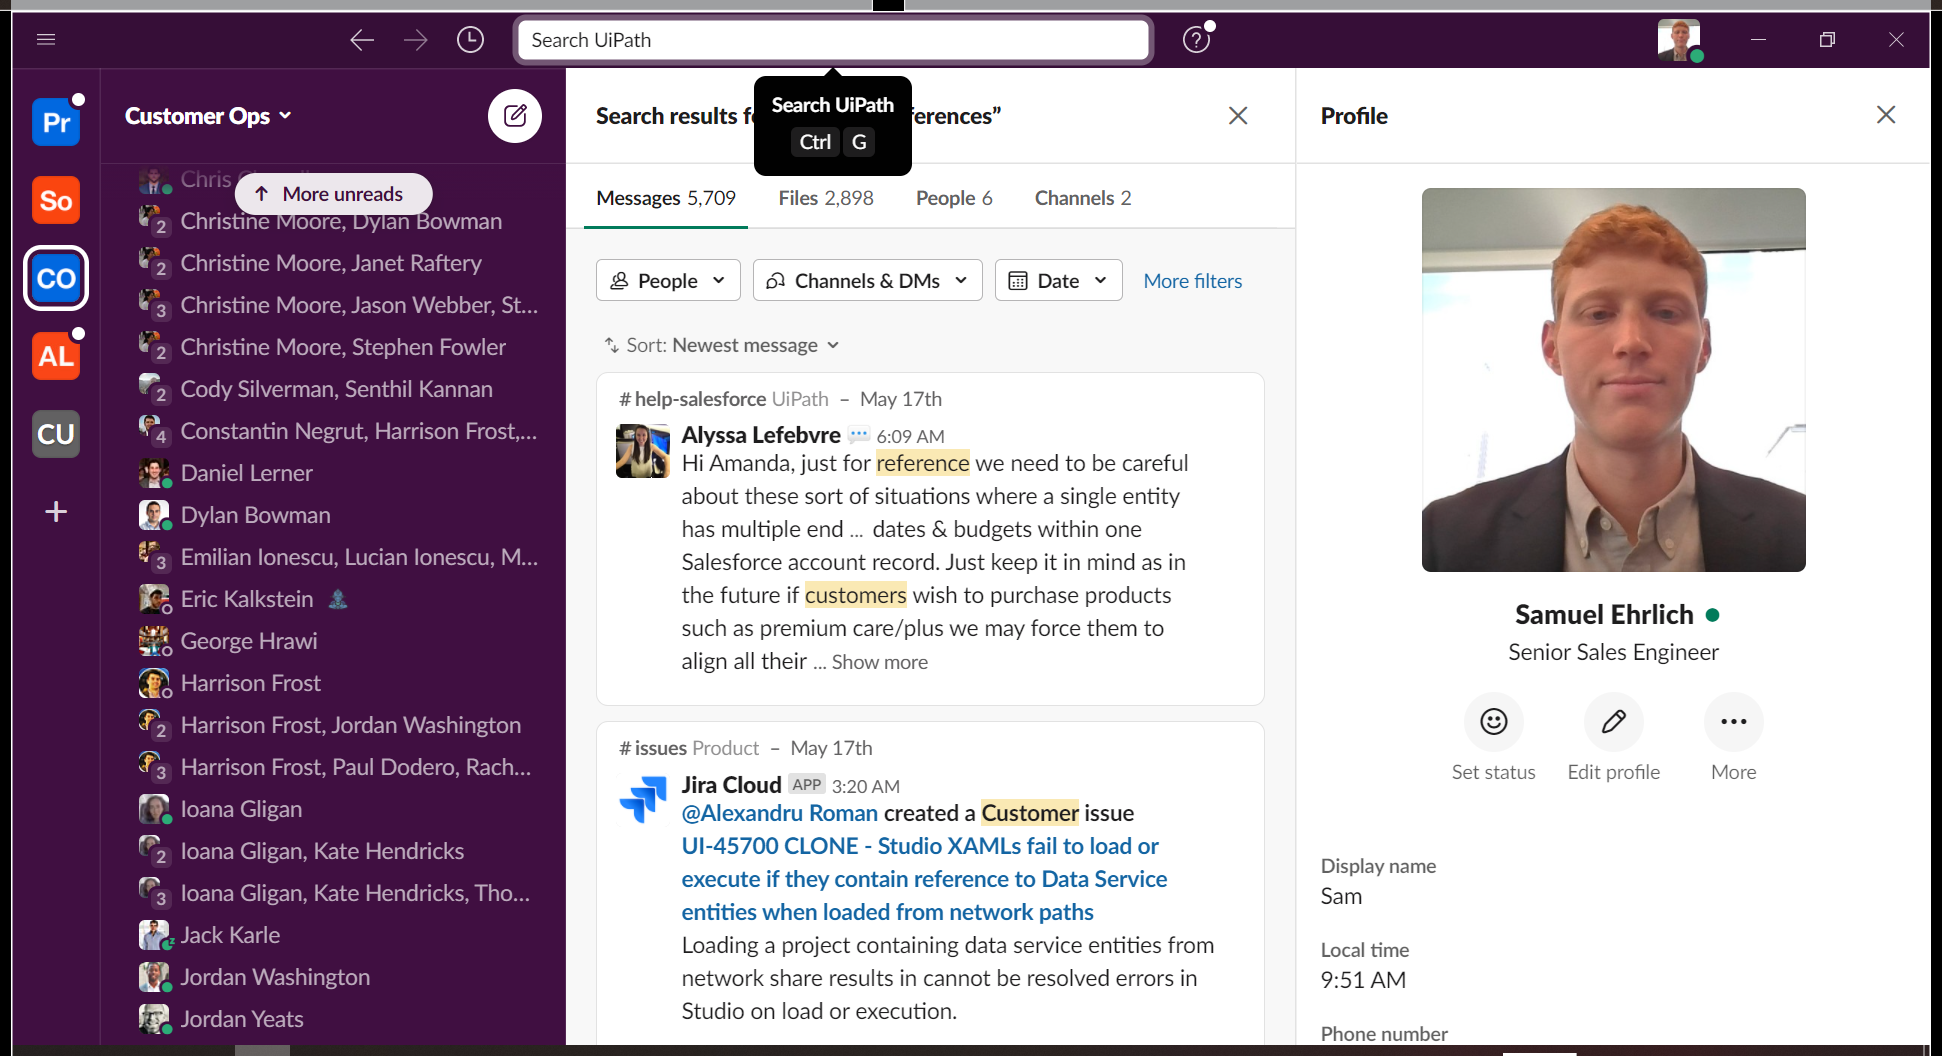 Search UiPath
Pr
So
CO
AL
CU
Customer Ops
More unreads
Chris
Christine Moore, Dylan Bowman
2
Christine Moore, Janet Raftery
2
Christine Moore, Jason Webber, St...
3
Christine Moore, Stephen Fowler
2
Cody Silverman, Senthil Kannan
2
Constantin Negrut, Harrison Frost,...
4
Daniel Lerner
Dylan Bowman
Emilian Ionescu, Lucian Ionescu, M...
3
Eric Kalkstein
George Hrawi
Harrison Frost
Harrison Frost, Jordan Washington
2
Harrison Frost, Paul Dodero, Rach...
3
Ioana Gligan
Ioana Gligan, Kate Hendricks
2
Ioana Gligan, Kate Hendricks, Tho...
3
Jack Karle
Jordan Washington
Jordan Yeats
Search results f
erences”
Search UiPath
Ctrl G
Messages 5,709 Files 2,898 People 6 Channels 2
People Channels & DMs Date More filters
Sort: Newest message
# help-salesforce UiPath – May 17th
Alyssa Lefebvre 6:09 AM
Hi Amanda, just for reference we need to be careful
about these sort of situations where a single entity
has multiple end ... dates & budgets within one
Salesforce account record. Just keep it in mind as in
the future if customers wish to purchase products
such as premium care/plus we may force them to
align all their ... Show more
# issues Product – May 17th
Jira Cloud APP 3:20 AM
@Alexandru Roman created a Customer issue
UI-45700 CLONE - Studio XAMLs fail to load or
execute if they contain reference to Data Service
entities when loaded from network paths
Loading a project containing data service entities from
network share results in cannot be resolved errors in
Studio on load or execution.
Profile
Samuel Ehrlich
Senior Sales Engineer
Set status Edit profile More
Display name
Sam
Local time
9:51 AM
Phone number